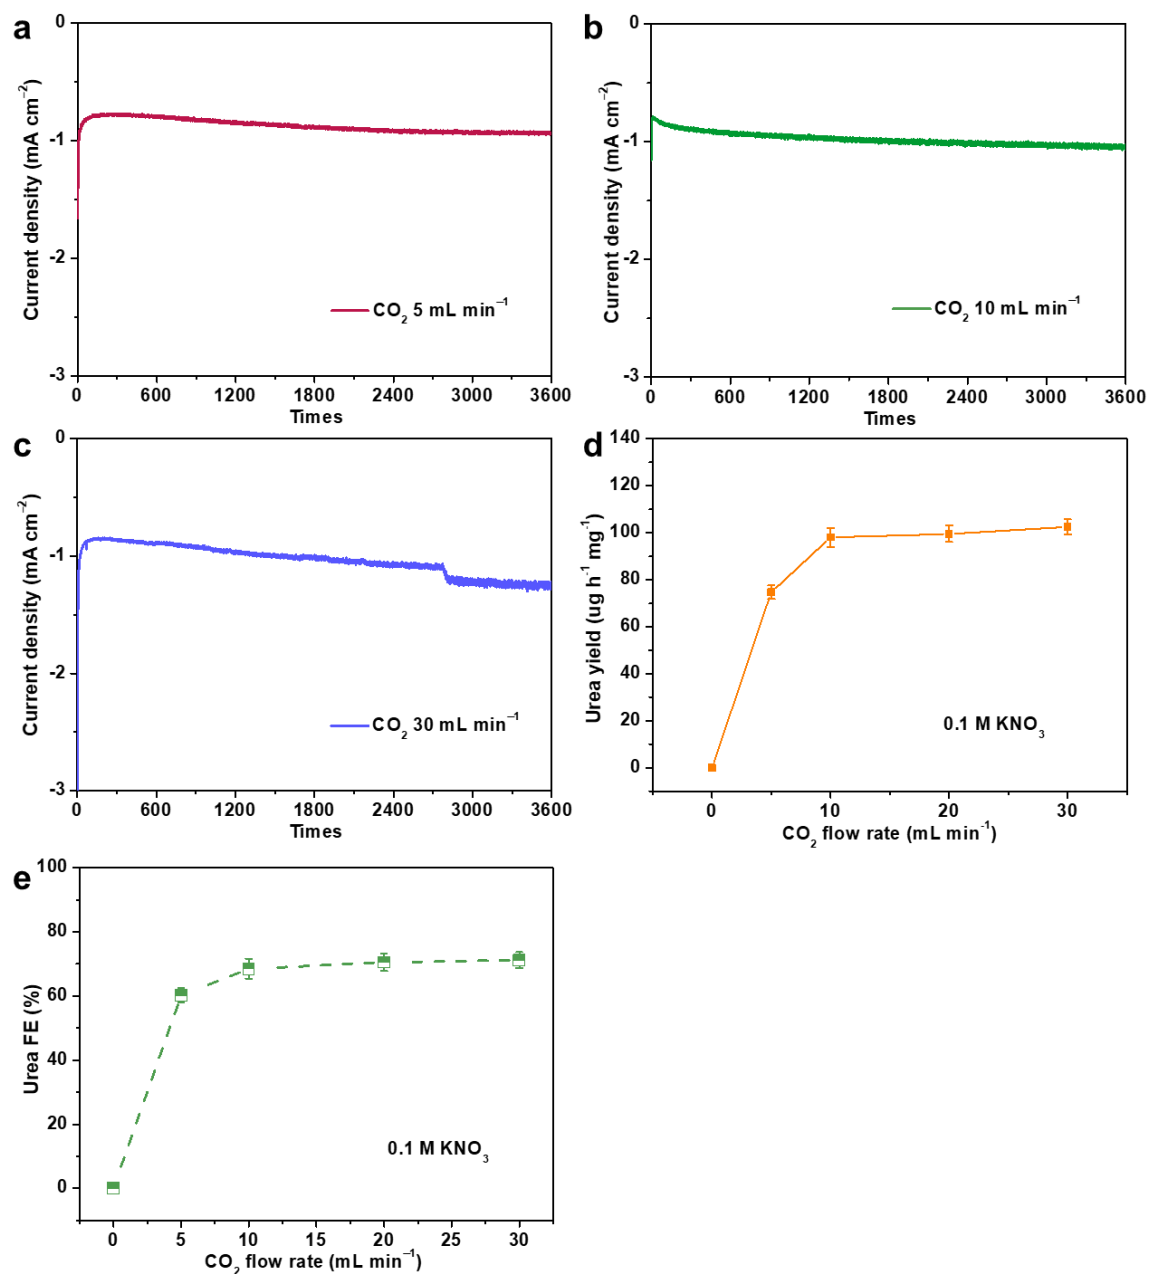 a
0
-1
-2
-3
Current density (mA cm⁻²)
CO₂ 5 mL min⁻¹
0 600 1200 1800 2400 3000 3600
Times
b
0
-1
-2
-3
Current density (mA cm⁻²)
CO₂ 10 mL min⁻¹
0 600 1200 1800 2400 3000 3600
Times
c
0
-1
-2
-3
Current density (mA cm⁻²)
CO₂ 30 mL min⁻¹
0 600 1200 1800 2400 3000 3600
Times
d
140
120
100
80
60
40
20
0
Urea yield (ug h⁻¹ mg⁻¹)
0.1 M KNO₃
0 10 20 30
CO₂ flow rate (mL min⁻¹)
e
100
80
60
40
20
0
Urea FE (%)
0.1 M KNO₃
0 5 10 15 20 25 30
CO₂ flow rate (mL min⁻¹)